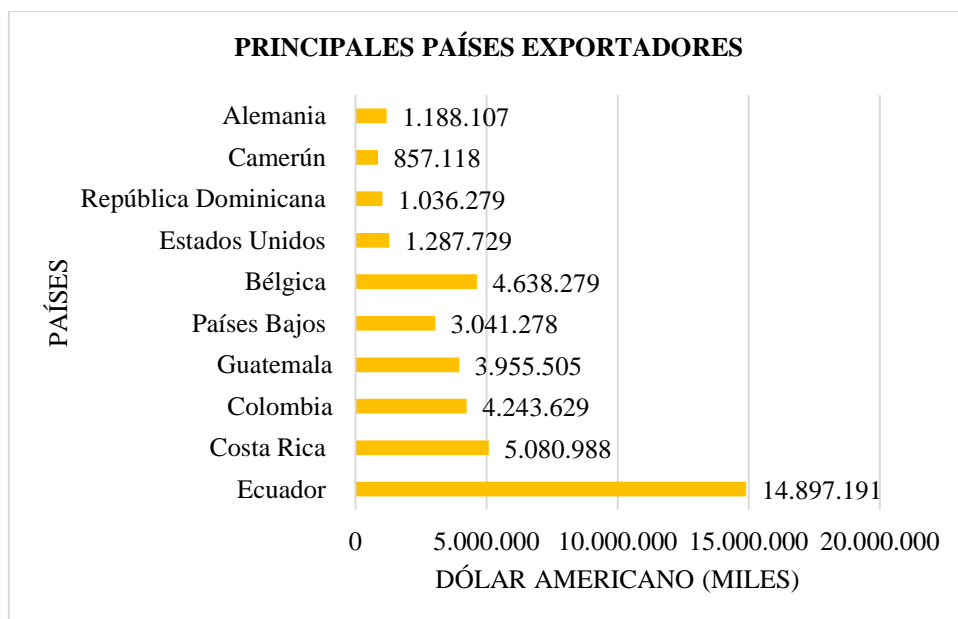 PRINCIPALES PAÍSES EXPORTADORES
Alemania 1.188.107
Camerún 857.118
República Dominicana 1.036.279
Estados Unidos 1.287.729
Bélgica 4.638.279
Países Bajos 3.041.278
Guatemala 3.955.505
Colombia 4.243.629
Costa Rica 5.080.988
Ecuador 14.897.191
PAÍSES
0 5.000.000 10.000.000 15.000.000 20.000.000
DÓLAR AMERICANO (MILES)